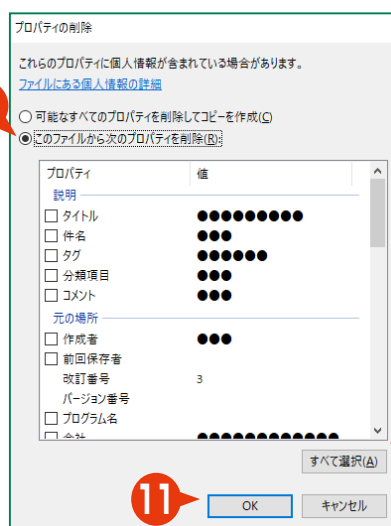 プロパティの削除
これらのプロパティに個人情報が含まれている場合があります。
ファイルにある個人情報の詳細
可能なすべてのプロパティを削除してコピーを作成(C)
このファイルから次のプロパティを削除(R):
プロパティ 値
説明
タイトル ●●●●●●●●●
件名 ●●●
タグ ●●●●●●
分類項目 ●●●
コメント ●●●
元の場所
作成者 ●●●
前回保存者
改訂番号 3
バージョン番号
プログラム名
会社 ●●●●●●●●●●●●
すべて選択(A)
11 OK キャンセル